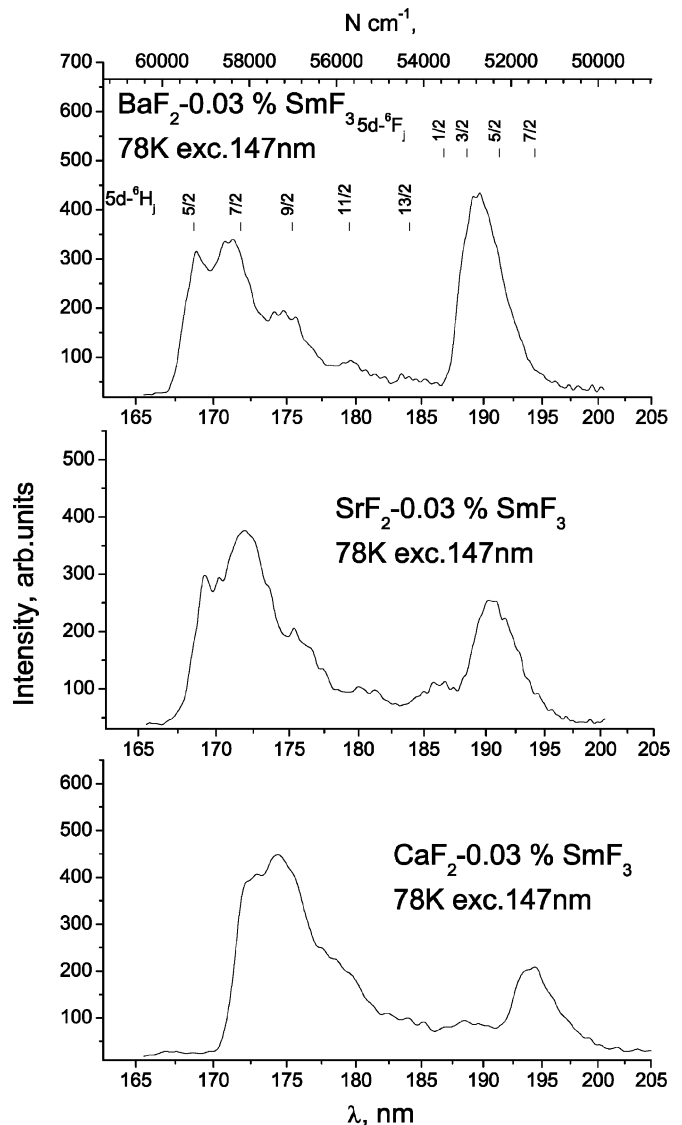 N cm⁻¹,
60000 58000 56000 54000 52000 50000
700
BaF₂-0.03 % SmF₃ 5d-⁶Fⱼ 1/2 3/2 5/2 7/2
600
78K exc.147nm
500
5d-⁶Hⱼ 5/2 7/2 9/2 11/2 13/2
400
300
200
100
165 170 175 180 185 190 195 200 205
Intensity, arb.units
500
SrF₂-0.03 % SmF₃
400
78K exc.147nm
300
200
100
165 170 175 180 185 190 195 200 205
600
500
CaF₂-0.03 % SmF₃
400
78K exc.147nm
300
200
100
165 170 175 180 185 190 195 200 205
λ, nm